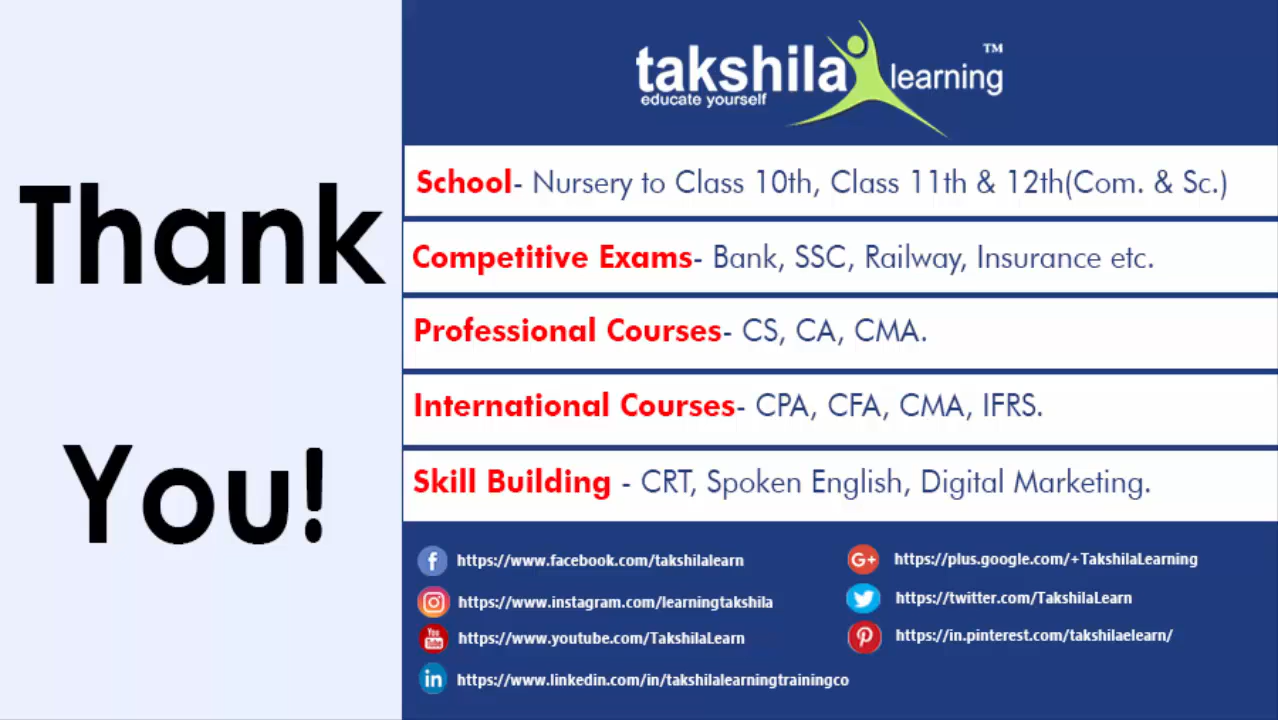 Thank
You!
takshila learning ™
educate yourself
School- Nursery to Class 10th, Class 11th & 12th(Com. & Sc.)
Competitive Exams- Bank, SSC, Railway, Insurance etc.
Professional Courses- CS, CA, CMA.
International Courses- CPA, CFA, CMA, IFRS.
Skill Building - CRT, Spoken English, Digital Marketing.
f https://www.facebook.com/takshilalearn
https://www.instagram.com/learningtakshila
You Tube https://www.youtube.com/TakshilaLearn
in https://www.linkedin.com/in/takshilalearningtrainingco
G+ https://plus.google.com/+TakshilaLearning
https://twitter.com/TakshilaLearn
https://in.pinterest.com/takshilaelearn/